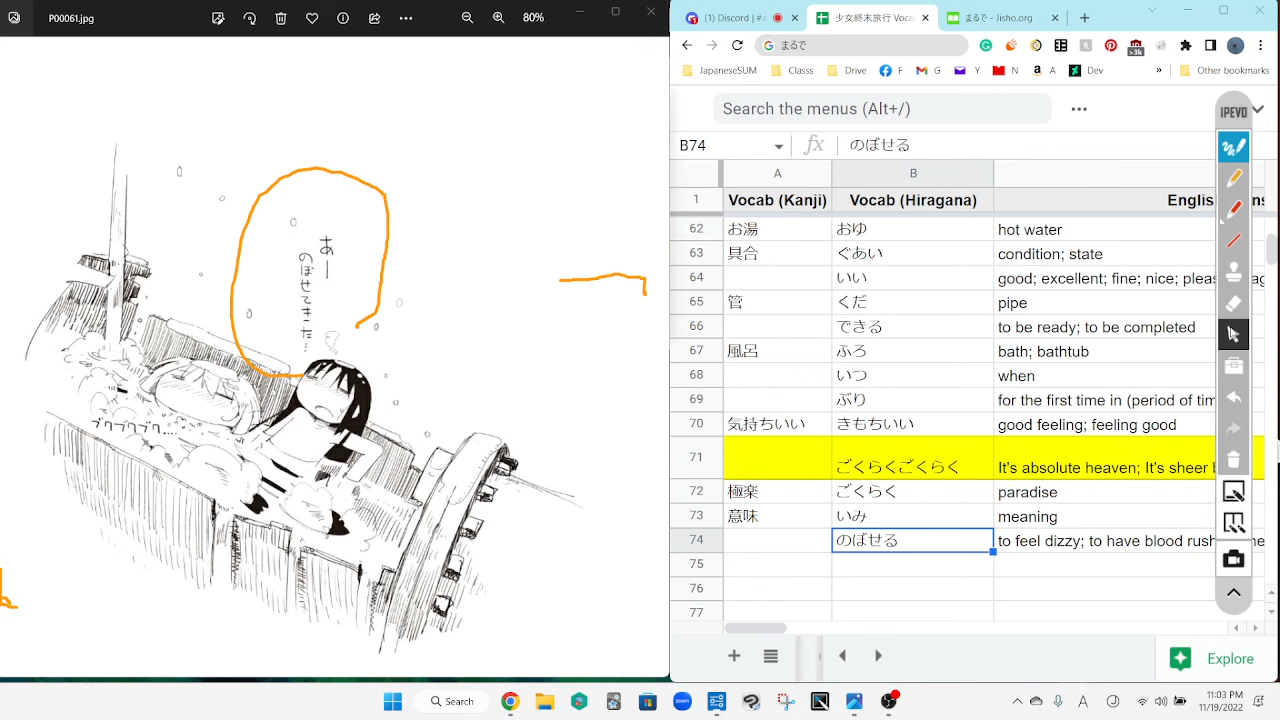 P00061.jpg
80%
あー
のぼせてきた…
ブクブクブク....
(1) Discord | #a
少女終末旅行 Voca
まるで - Jisho.org
まるで
JapaneseSUM
Classs
Drive
F
M G
Y
N
A
Dev
»
Other bookmarks
Search the menus (Alt+/)
IPEVO
B74
fx
のぼせる
A
B
1
Vocab (Kanji)
Vocab (Hiragana)
62 お湯 おゆ hot water
63 具合 ぐあい condition; state
64 いい good; excellent; fine; nice; pleas
65 管 くだ pipe
66 できる to be ready; to be completed
67 風呂 ふろ bath; bathtub
68 いつ when
69 ぶり for the first time in (period of tim
70 気持ちいい きもちいい good feeling; feeling good
71 ごくらくごくらく It's absolute heaven; It's sheer
72 極楽 ごくらく paradise
73 意味 いみ meaning
74 のぼせる to feel dizzy; to have blood rush
75
76
77
Explore
Search
zoom
A
11:03 PM
11/19/2022